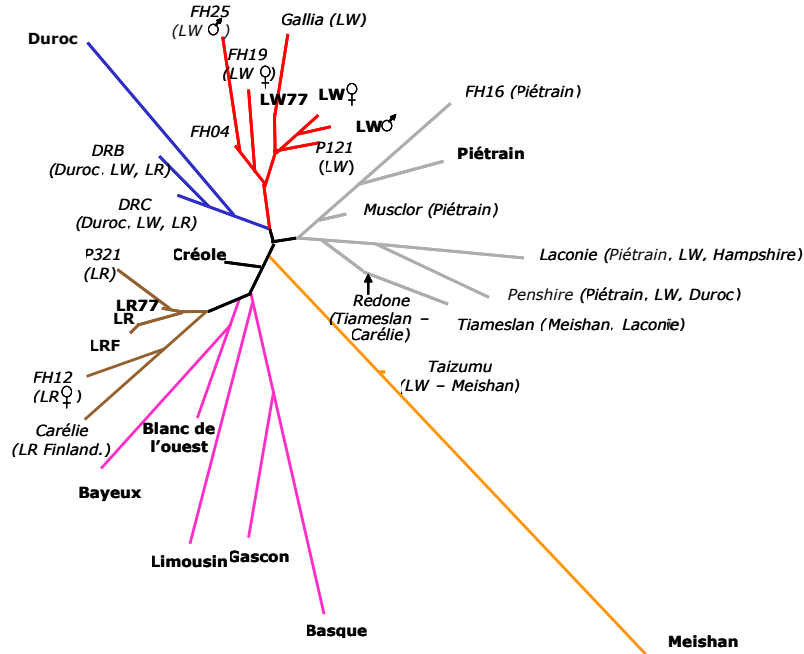 FH25
(LW ♂)
Gallia (LW)
Duroc
FH19
(LW ♀)
LW77
LW♀
LW♂
FH16 (Piétrain)
FH04
P121
(LW)
Piétrain
DRB
(Duroc, LW, LR)
DRC
(Duroc, LW, LR)
Musclor (Piétrain)
Créole
P321
(LR)
Laconie (Piétrain, LW, Hampshire)
Penshire (Piétrain, LW, Duroc)
Redone
(Tiameslan –
Carélie)
Tiameslan (Meishan, Laconie)
LR77
LR
LRF
FH12
(LR♀)
Taizumu
(LW – Meishan)
Carélie
(LR Finland.)
Blanc de
l'ouest
Bayeux
Limousin
Gascon
Basque
Meishan